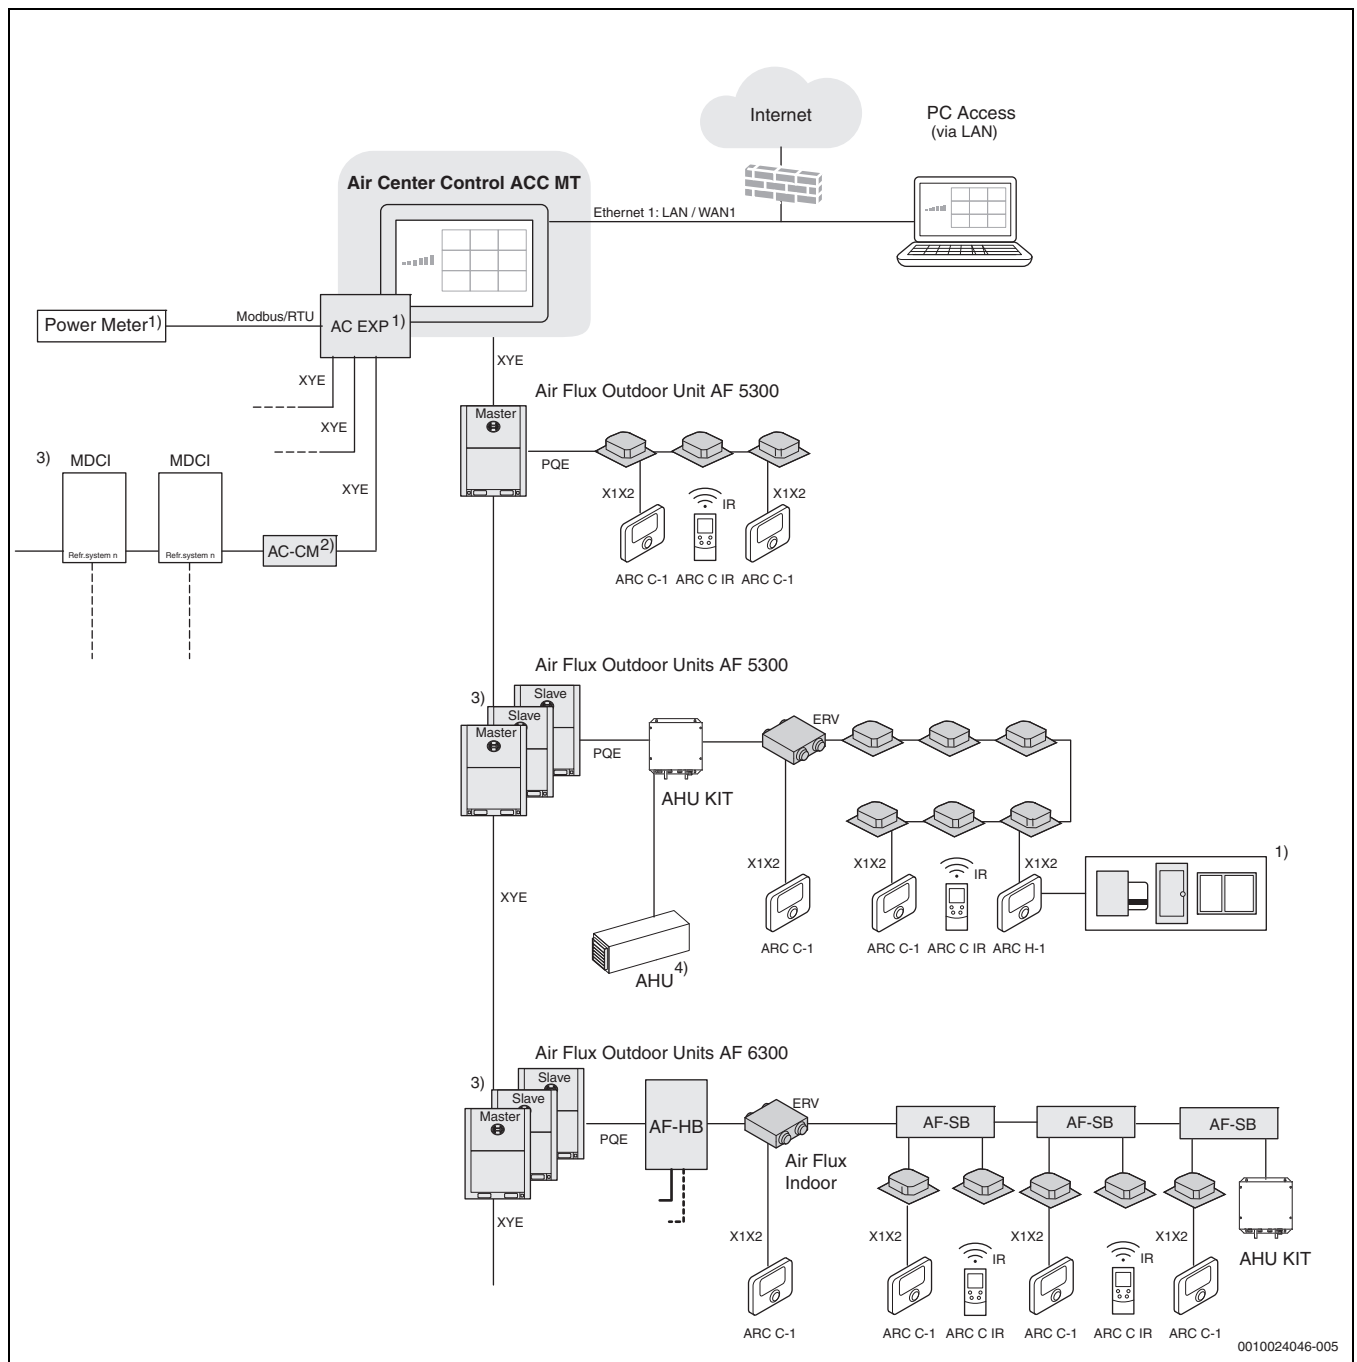 Internet
PC Access
(via LAN)
Air Center Control ACC MT
Ethernet 1: LAN / WAN1
Power Meter1)
Modbus/RTU
AC EXP1)
XYE
XYE
XYE
XYE
Air Flux Outdoor Unit AF 5300
Master
PQE
X1X2
IR
X1X2
ARC C-1
ARC C IR
ARC C-1
3)
MDCI
MDCI
Refr.system n
Refr.system n
AC-CM2)
Air Flux Outdoor Units AF 5300
3)
Slave
Slave
Master
PQE
AHU KIT
ERV
X1X2
X1X2
IR
X1X2
1)
ARC C-1
ARC C-1
ARC C IR
ARC H-1
AHU4)
XYE
Air Flux Outdoor Units AF 6300
3)
Slave
Slave
Master
PQE
AF-HB
ERV
Air Flux
Indoor
AF-SB
AF-SB
AF-SB
XYE
X1X2
X1X2
IR
X1X2
IR
X1X2
AHU KIT
ARC C-1
ARC C-1
ARC C IR
ARC C-1
ARC C IR
ARC C-1
0010024046-005